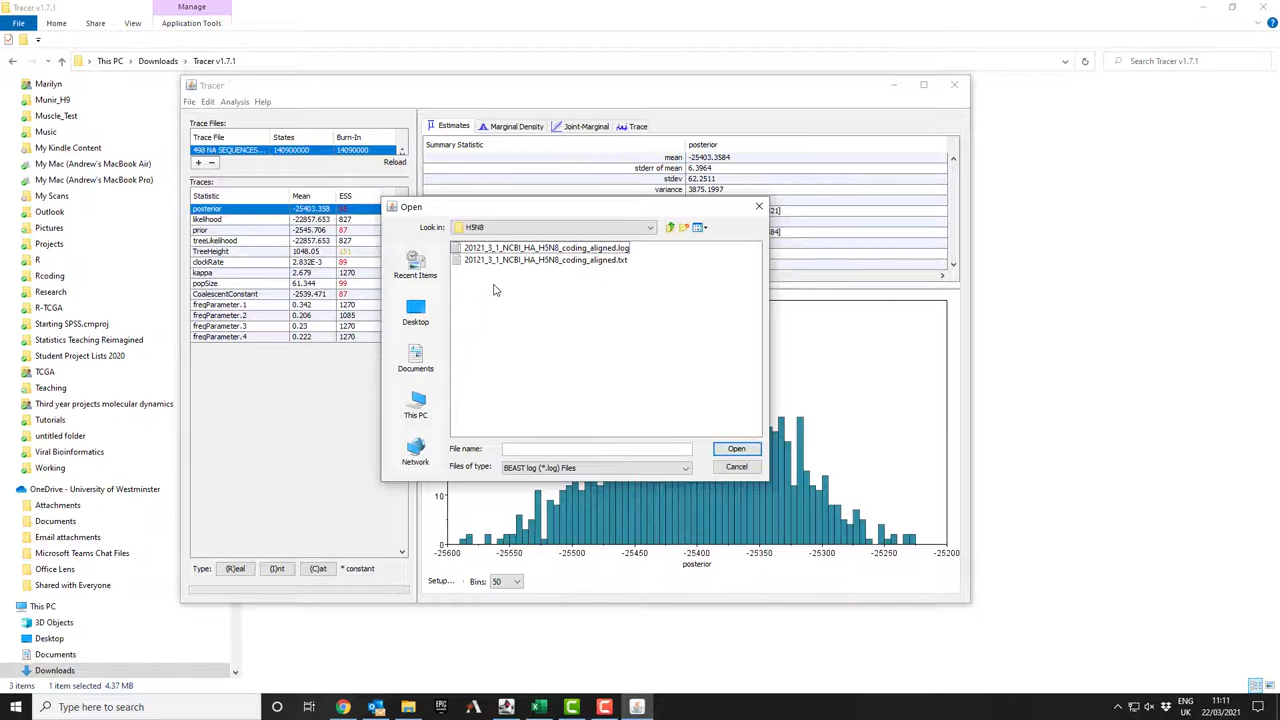 Tracer v1.7.1
Manage
File Home Share View Application Tools
This PC > Downloads > Tracer v1.7.1
Search Tracer v1.7.1
Marilyn
Munir_H9
Muscle_Test
Music
My Kindle Content
My Mac (Andrew's MacBook Air)
My Mac (Andrew's MacBook Pro)
My Scans
Outlook
Pictures
Projects
R
Rcoding
Research
R-TCGA
Starting SPSS.cmproj
Statistics Teaching Reimagined
Student Project Lists 2020
TCGA
Teaching
Third year projects molecular dynamics
Tutorials
untitled folder
Viral Bioinformatics
Working
OneDrive - University of Westminster
Attachments
Documents
Email attachments
Microsoft Teams Chat Files
Office Lens
Shared with Everyone
This PC
3D Objects
Desktop
Documents
Downloads
3 items 1 item selected 4.37 MB
Tracer
File Edit Analysis Help
Trace Files:
Trace File States Burn-In
498 NA SEQUENCES... 140900000 14090000
+ - Reload
Traces:
Statistic Mean ESS
posterior -25403.358 95
likelihood -22857.653 827
prior -2545.706 87
treeLikelihood -22857.653 827
TreeHeight 1048.05 151
clockRate 2.832E-3 89
kappa 2.679 1270
popSize 61.344 99
CoalescentConstant -2539.471 87
freqParameter.1 0.342 1270
freqParameter.2 0.206 1085
freqParameter.3 0.23 1270
freqParameter.4 0.222 1270
Type: (R)eal (I)nt (C)at * constant
Estimates Marginal Density Joint-Marginal Trace
Summary Statistic posterior
mean -25403.3584
stderr of mean 6.3964
stdev 62.2511
variance 3875.1997
Open
Look in: H5N8
20121_3_1_NCBI_HA_H5N8_coding_aligned.log
20121_3_1_NCBI_HA_H5N8_coding_aligned.txt
Recent Items
Desktop
Documents
This PC
Network
File name: Open
Files of type: BEAST log (*.log) Files Cancel
10
0
-25600 -25550 -25500 -25450 -25400 -25350 -25300 -25250 -25200
posterior
Setup... Bins: 50
Type here to search
ENG
UK
11:11
22/03/2021